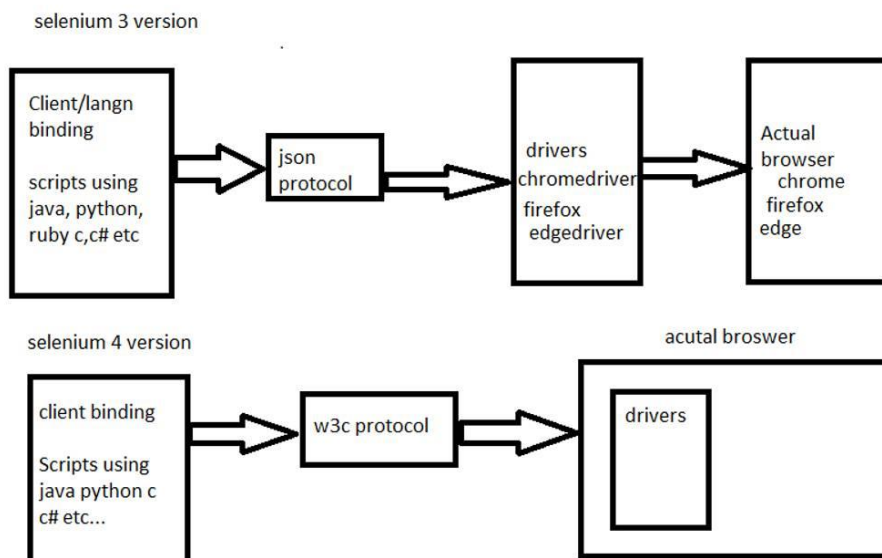 selenium 3 version
Client/langn
binding
scripts using
java, python,
ruby c,c# etc
json
protocol
drivers
chromedriver
firefox
edgedriver
Actual
browser
chrome
firefox
edge
selenium 4 version
client binding
Scripts using
java python c
c# etc...
w3c protocol
acutal broswer
drivers